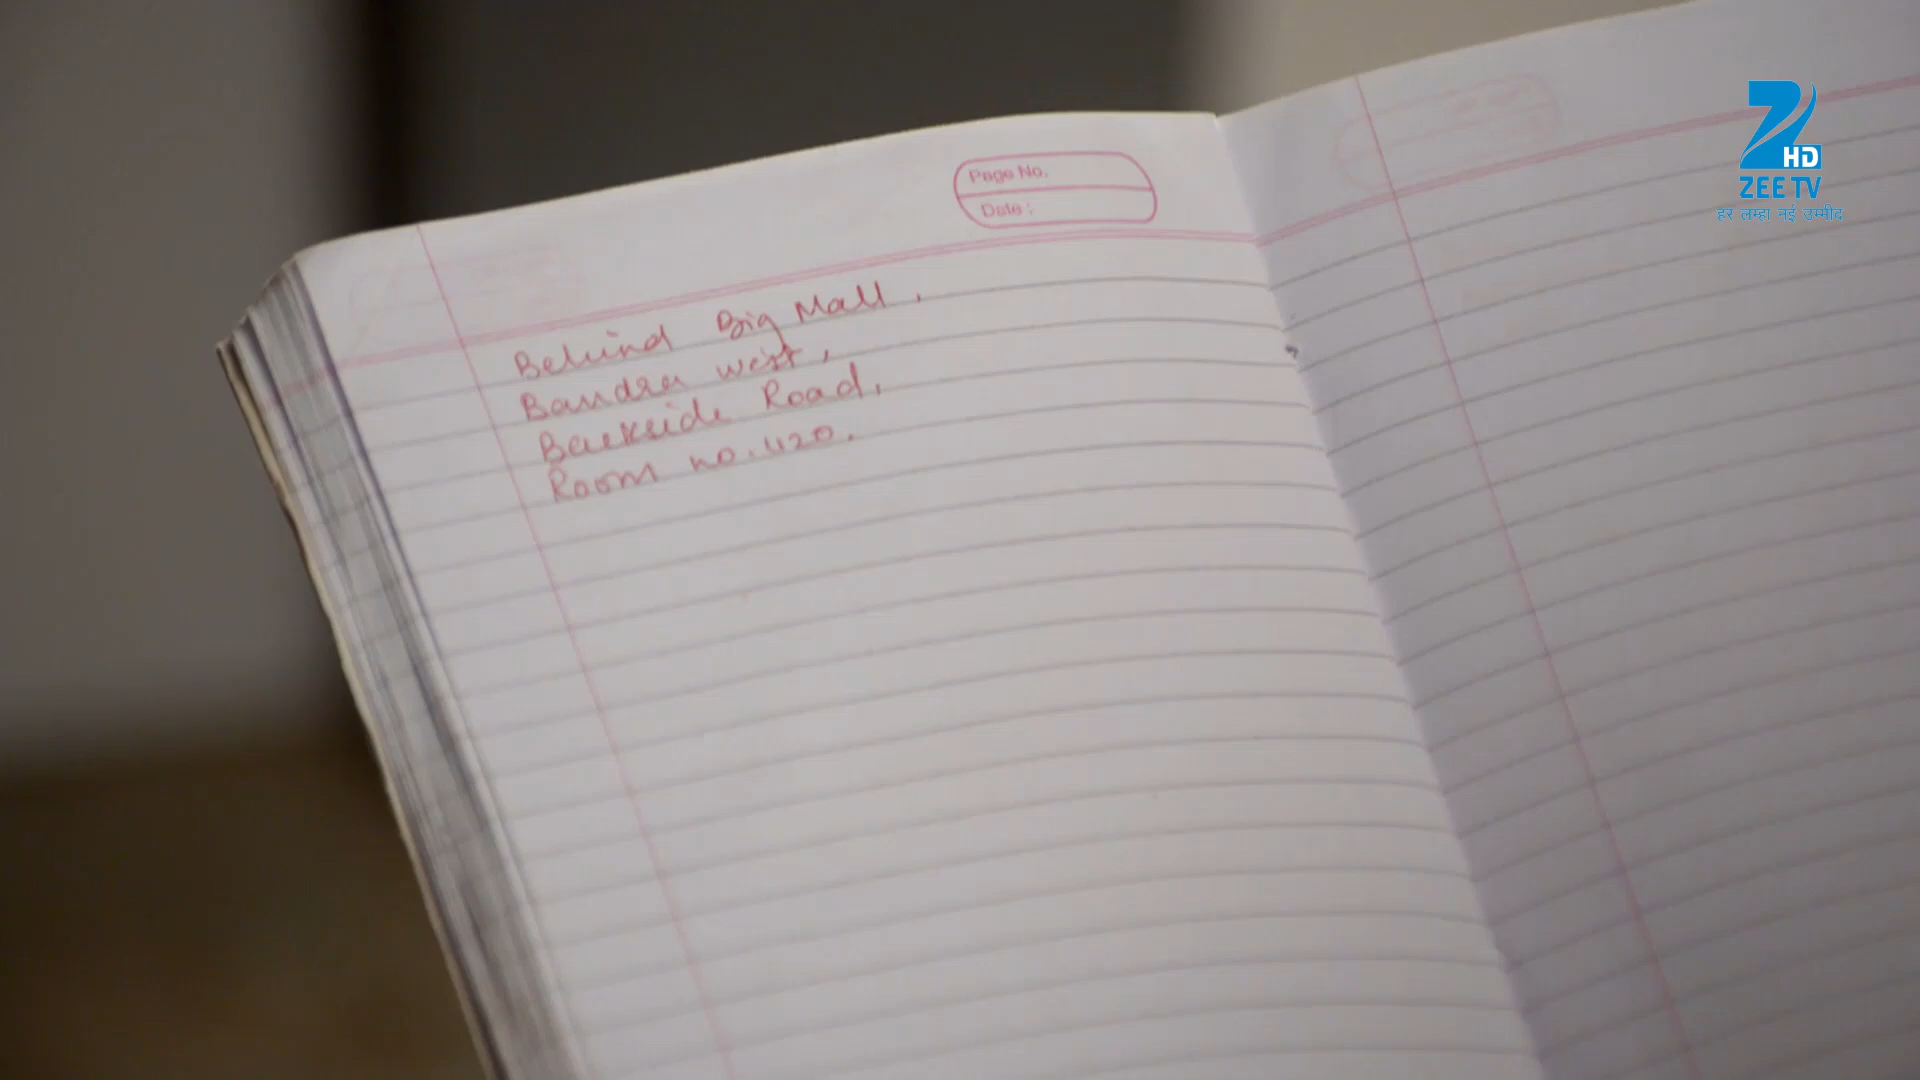 Page No.
Date :
Behind Big Mall.
Bandra west,
Backside Road,
Room no. 420.
HD
ZEE TV
हर लम्हा नई उम्मीद